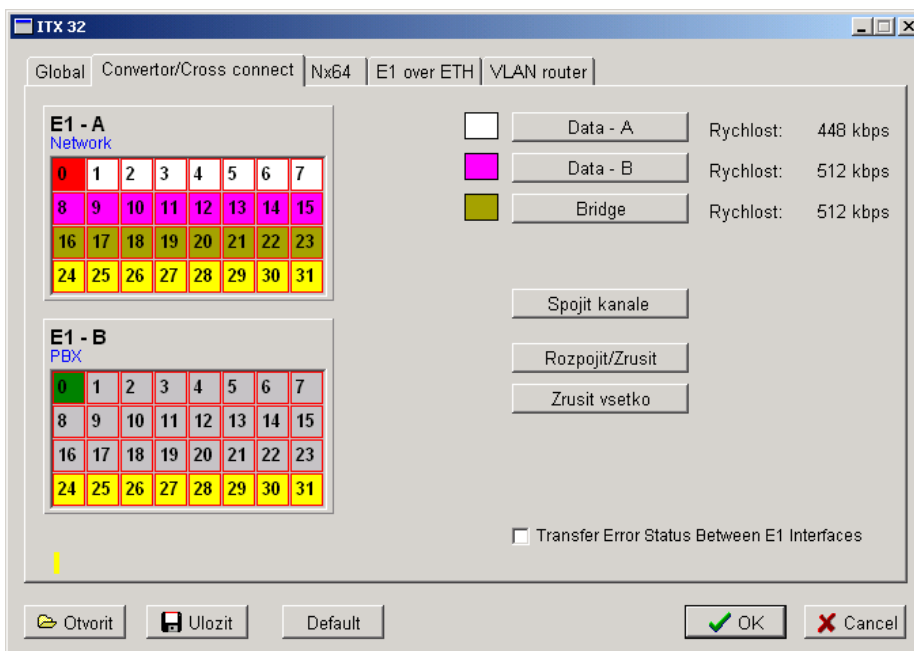 ITX 32
Global Convertor/Cross connect Nx64 E1 over ETH VLAN router
E1 - A
Network
0 1 2 3 4 5 6 7
8 9 10 11 12 13 14 15
16 17 18 19 20 21 22 23
24 25 26 27 28 29 30 31
Data - A Rychlost: 448 kbps
Data - B Rychlost: 512 kbps
Bridge Rychlost: 512 kbps
Spojit kanale
Rozpojit/Zrusit
Zrusit vsetko
E1 - B
PBX
0 1 2 3 4 5 6 7
8 9 10 11 12 13 14 15
16 17 18 19 20 21 22 23
24 25 26 27 28 29 30 31
Transfer Error Status Between E1 Interfaces
Otvorit Ulozit Default OK Cancel